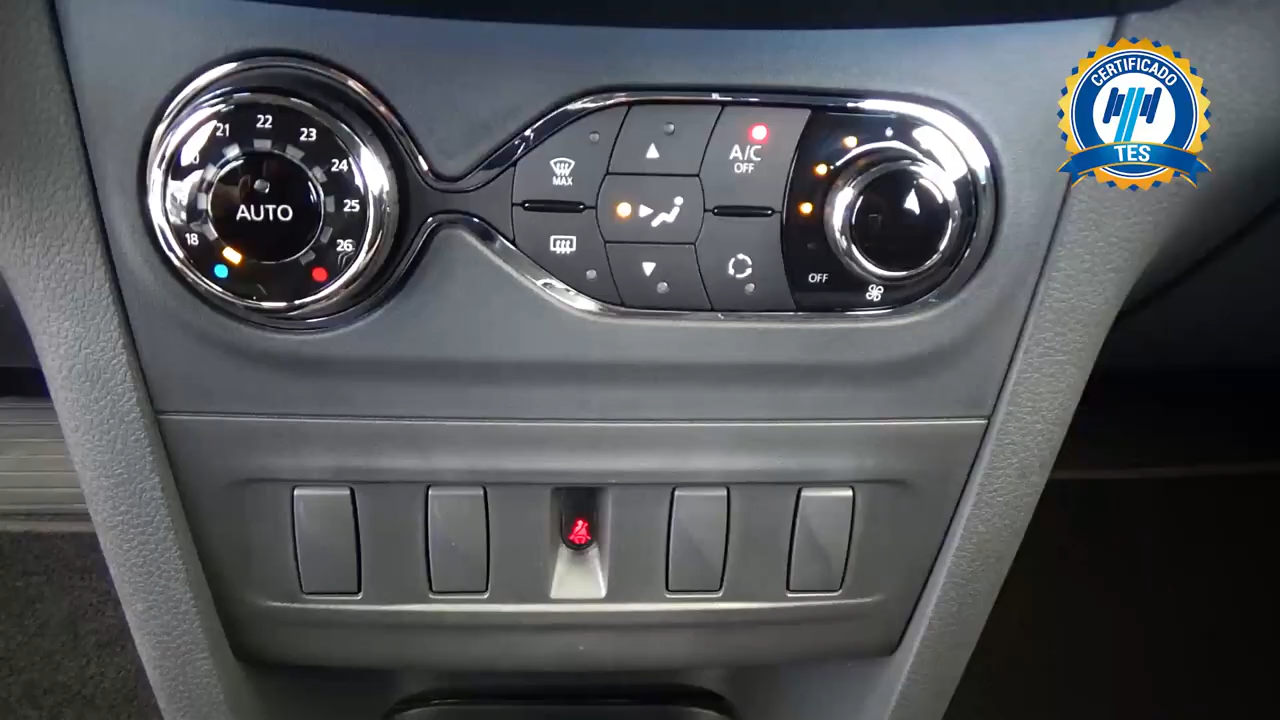 CERTIFICADO
TES
21
22
23
24
25
26
18
AUTO
MAX
A/C
OFF
OFF